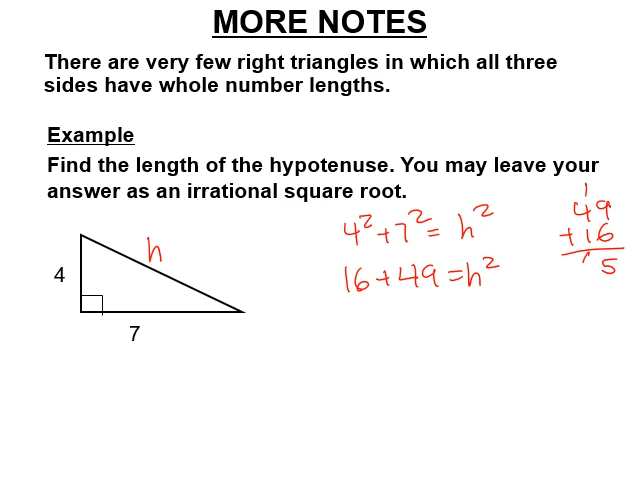 MORE NOTES
There are very few right triangles in which all three
sides have whole number lengths.
Example
Find the length of the hypotenuse. You may leave your
answer as an irrational square root.
4² + 7² = h²
16 + 49 = h²
1
49
+16
5
h
4
7